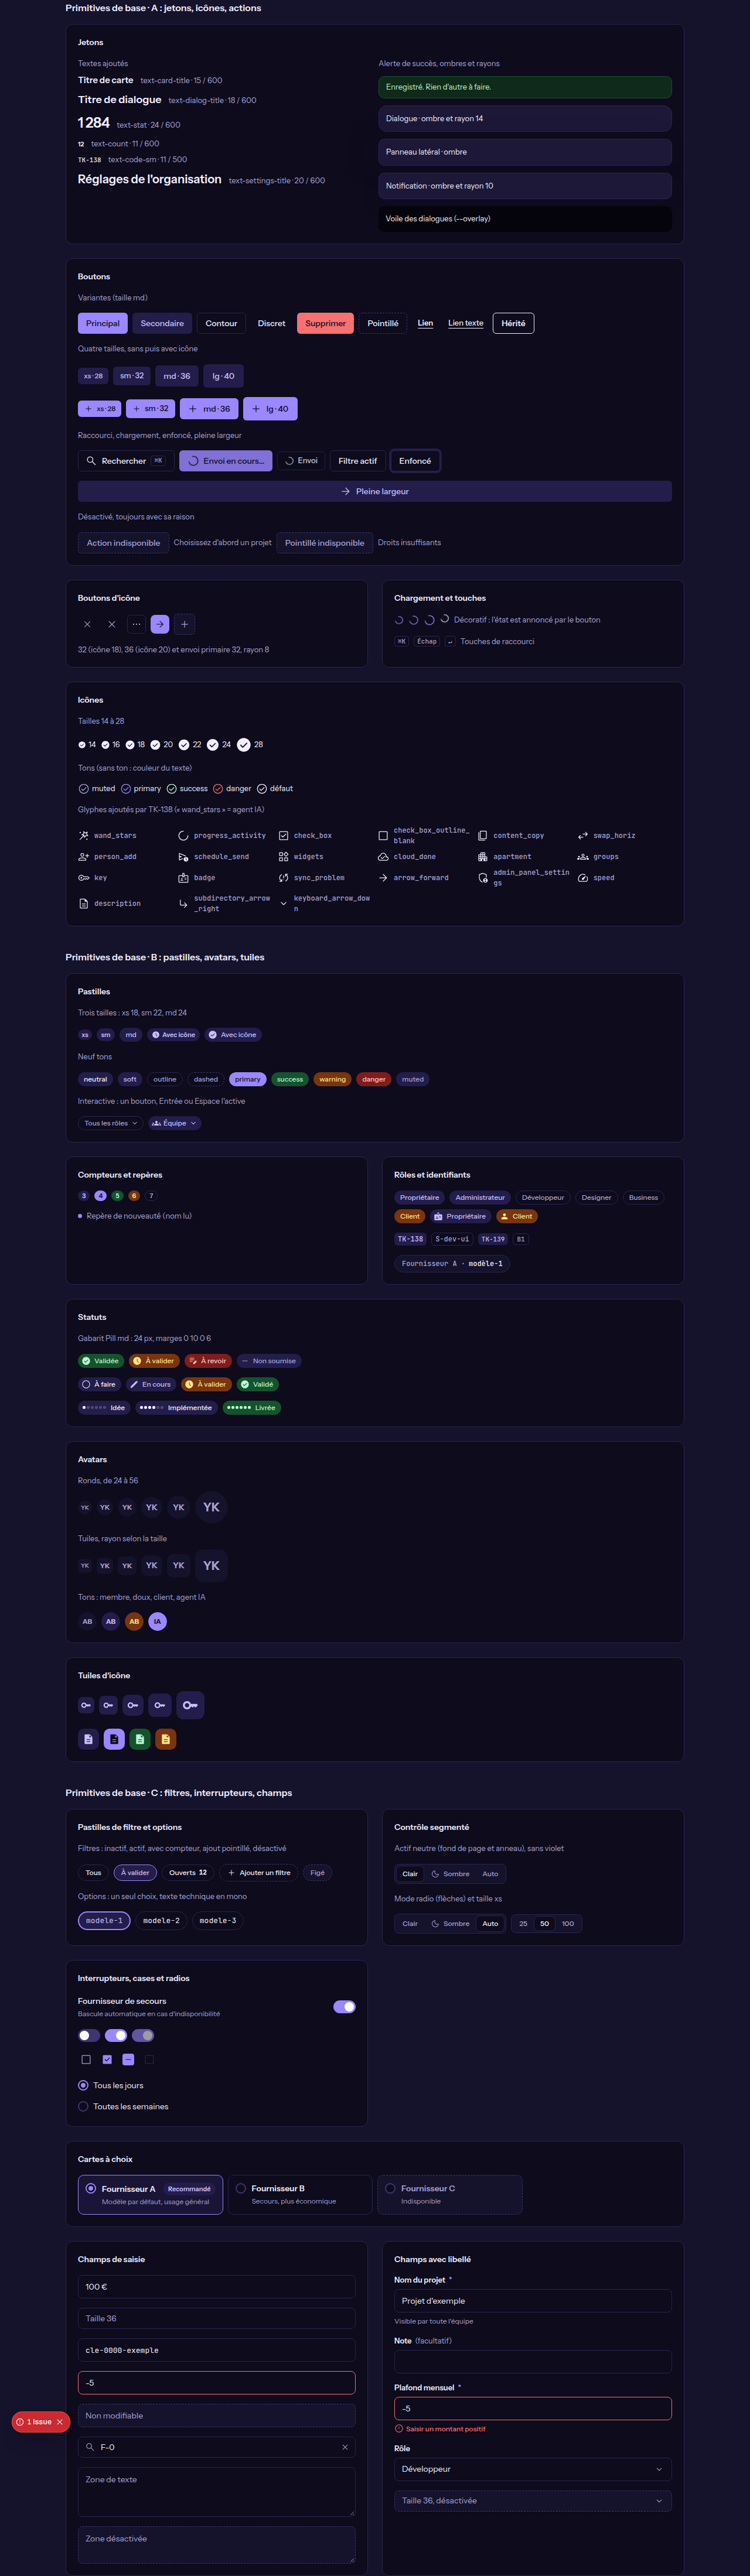 Primitives de base · A : jetons, icônes, actions
Jetons
Textes ajoutés
Titre de carte text-card-title · 15 / 600
Titre de dialogue text-dialog-title · 18 / 600
1 284 text-stat · 24 / 600
12 text-count · 11 / 600
TK-138 text-code-sm · 11 / 500
Réglages de l'organisation text-settings-title · 20 / 600
Alerte de succès, ombres et rayons
Enregistré. Rien d'autre à faire.
Dialogue · ombre et rayon 14
Panneau latéral · ombre
Notification · ombre et rayon 10
Voile des dialogues (--overlay)
Boutons
Variantes (taille md)
Principal Secondaire Contour Discret Supprimer Pointillé Lien Lien texte Hérité
Quatre tailles, sans puis avec icône
xs · 28 sm · 32 md · 36 lg · 40
xs · 28 sm · 32 md · 36 lg · 40
Raccourci, chargement, enfoncé, pleine largeur
Rechercher ⌘K Envoi en cours… Envoi Filtre actif Enfoncé
Pleine largeur
Désactivé, toujours avec sa raison
Action indisponible Choisissez d'abord un projet Pointillé indisponible Droits insuffisants
Boutons d'icône
32 (icône 18), 36 (icône 20) et envoi primaire 32, rayon 8
Chargement et touches
Décoratif : l'état est annoncé par le bouton
⌘K Échap ↵ Touches de raccourci
Icônes
Tailles 14 à 28
14 16 18 20 22 24 28
Tons (sans ton : couleur du texte)
muted primary success danger défaut
Glyphes ajoutés par TK-138 (« wand_stars » = agent IA)
wand_stars progress_activity check_box check_box_outline_blank content_copy swap_horiz
person_add schedule_send widgets cloud_done apartment groups
key badge sync_problem arrow_forward admin_panel_settings speed
description subdirectory_arrow_right keyboard_arrow_down
Primitives de base · B : pastilles, avatars, tuiles
Pastilles
Trois tailles : xs 18, sm 22, md 24
xs sm md Avec icône Avec icône
Neuf tons
neutral soft outline dashed primary success warning danger muted
Interactive : un bouton, Entrée ou Espace l'active
Tous les rôles Équipe
Compteurs et repères
3 4 5 6 7
Repère de nouveauté (nom lu)
Rôles et identifiants
Propriétaire Administrateur Développeur Designer Business
Client Propriétaire Client
TK-138 S-dev-ui TK-139 B1
Fournisseur A · modèle-1
Statuts
Gabarit Pill md : 24 px, marges 0 10 0 6
Validée À valider À revoir Non soumise
À faire En cours À valider Validé
Idée Implémentée Livrée
Avatars
Ronds, de 24 à 56
YK YK YK YK YK YK
Tuiles, rayon selon la taille
YK YK YK YK YK YK
Tons : membre, doux, client, agent IA
AB AB AB IA
Tuiles d'icône
Primitives de base · C : filtres, interrupteurs, champs
Pastilles de filtre et options
Filtres : inactif, actif, avec compteur, ajout pointillé, désactivé
Tous À valider Ouverts 12 Ajouter un filtre Figé
Options : un seul choix, texte technique en mono
modele-1 modele-2 modele-3
Contrôle segmenté
Actif neutre (fond de page et anneau), sans violet
Clair Sombre Auto
Mode radio (flèches) et taille xs
Clair Sombre Auto 25 50 100
Interrupteurs, cases et radios
Fournisseur de secours
Bascule automatique en cas d'indisponibilité
Tous les jours
Toutes les semaines
Cartes à choix
Fournisseur A Recommandé
Modèle par défaut, usage général
Fournisseur B
Secours, plus économique
Fournisseur C
Indisponible
Champs de saisie
100 €
Taille 36
cle-0000-exemple
-5
Non modifiable
F-0
Zone de texte
Zone désactivée
Champs avec libellé
Nom du projet *
Projet d'exemple
Visible par toute l'équipe
Note (facultatif)
Plafond mensuel *
-5
Saisir un montant positif
Rôle
Développeur
Taille 36, désactivée
1 Issue